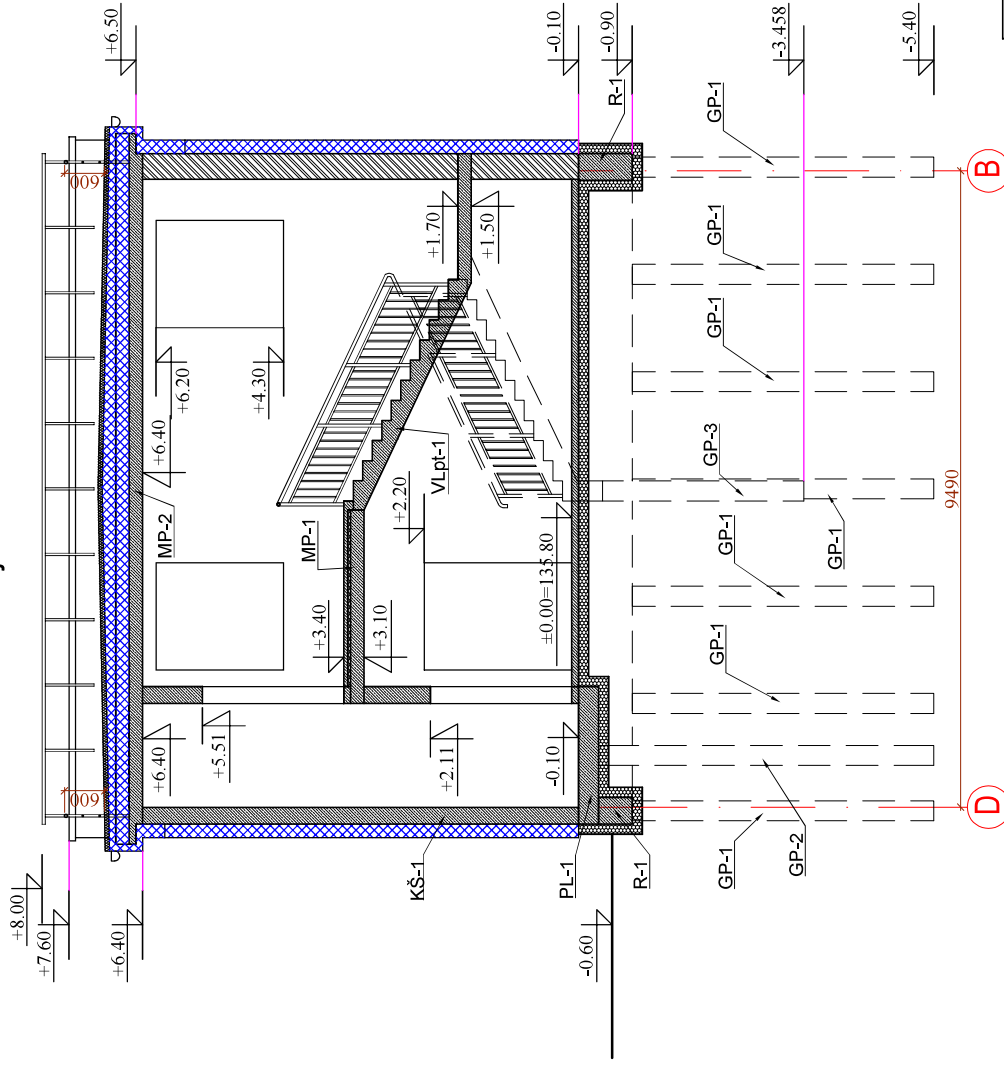 +8.00
+7.60
+6.40
-0.60
+6.50
-0.10
-0.90
-3.458
-5.40
600
600
+6.20
+4.30
+6.40
MP-2
MP-1
+3.40
+3.10
VLpt-1
+2.20
+1.70
+1.50
±0.00=135.80
+6.40
+5.51
+2.11
-0.10
KŠ-1
PL-1
R-1
R-1
GP-1
GP-2
GP-1
GP-1
GP-3
GP-1
GP-1
GP-1
GP-1
9490
D
B